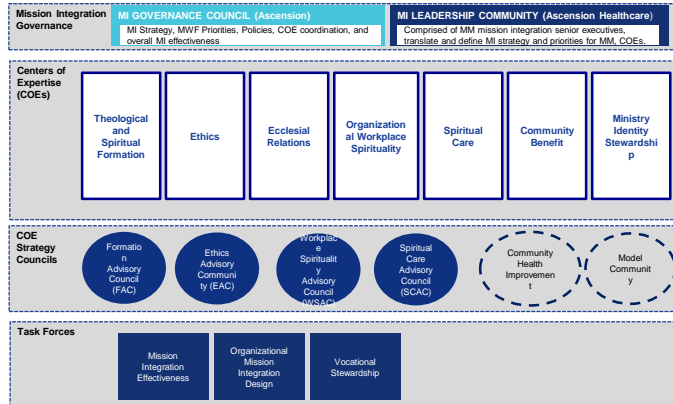 Mission Integration
Governance
MI GOVERNANCE COUNCIL (Ascension)
MI Strategy, MWF Priorities, Policies, COE coordination, and
overall MI effectiveness
MI LEADERSHIP COMMUNITY (Ascension Healthcare)
Comprised of MM mission integration senior executives,
translate and define MI strategy and priorities for MM, COEs.
Centers of
Expertise
(COEs)
Theological
and
Spiritual
Formation
Ethics
Ecclesial
Relations
Organization
al Workplace
Spirituality
Spiritual
Care
Community
Benefit
Ministry
Identity
Stewardshi
p
COE
Strategy
Councils
Formatio
n
Advisory
Council
(FAC)
Ethics
Advisory
Communi
ty (EAC)
Workplac
e
Spiritualit
y
Advisory
Council
(WSAC)
Spiritual
Care
Advisory
Council
(SCAC)
Community
Health
Improvemen
t
Model
Communit
y
Task Forces
Mission
Integration
Effectiveness
Organizational
Mission
Integration
Design
Vocational
Stewardship